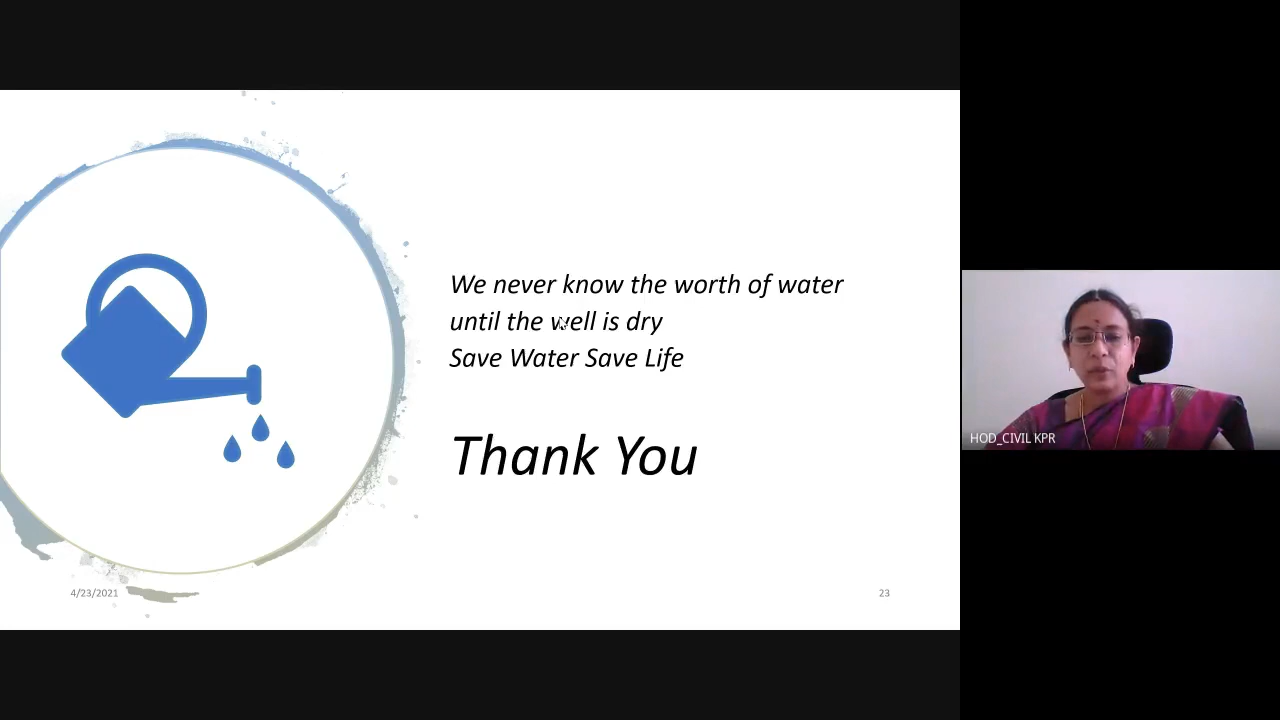 We never know the worth of water
until the well is dry
Save Water Save Life
Thank You
4/23/2021
23
HOD_CIVIL KPR